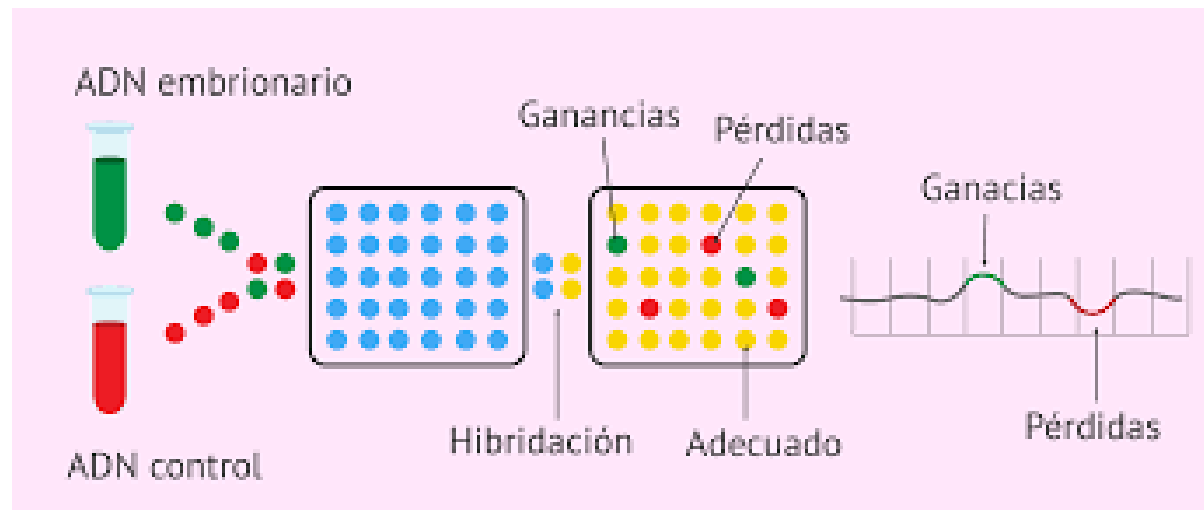 ADN embrionario
Ganancias
Pérdidas
Ganacias
Hibridación
Adecuado
Pérdidas
ADN control